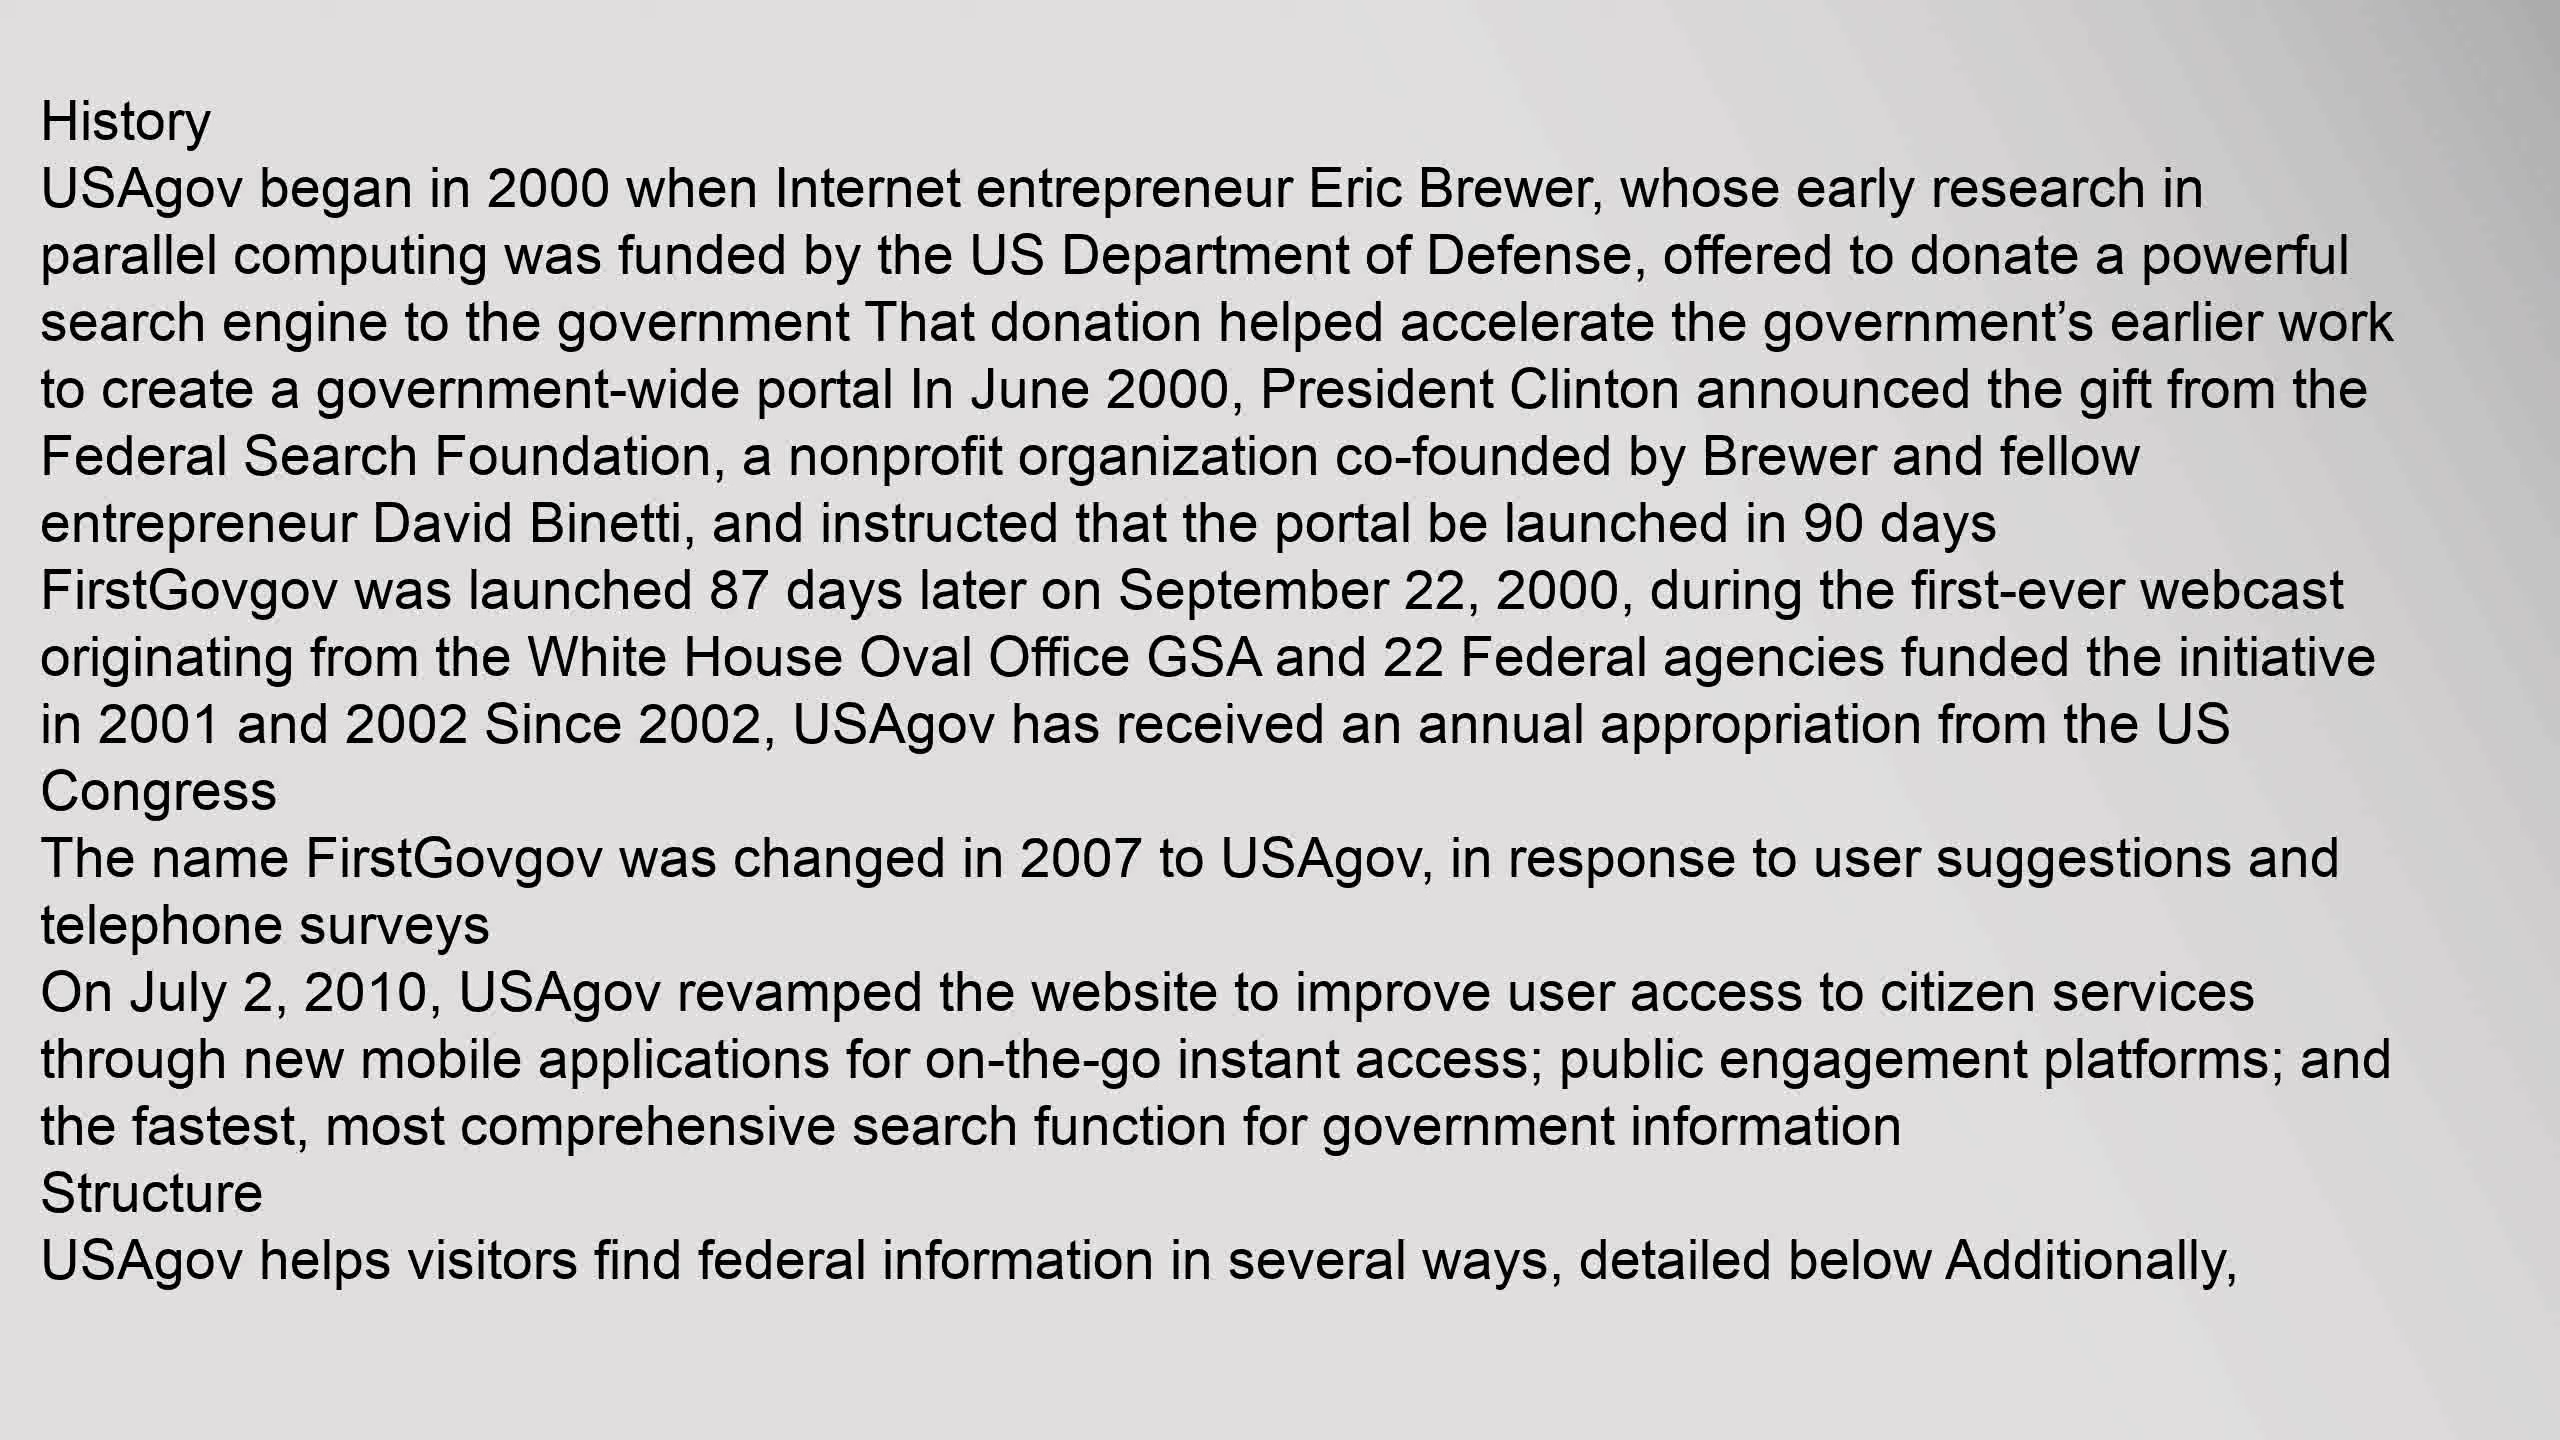 History
USAgov began in 2000 when Internet entrepreneur Eric Brewer, whose early research in
parallel computing was funded by the US Department of Defense, offered to donate a powerful
search engine to the government That donation helped accelerate the government’s earlier work
to create a government-wide portal In June 2000, President Clinton announced the gift from the
Federal Search Foundation, a nonprofit organization co-founded by Brewer and fellow
entrepreneur David Binetti, and instructed that the portal be launched in 90 days
FirstGovgov was launched 87 days later on September 22, 2000, during the first-ever webcast
originating from the White House Oval Office GSA and 22 Federal agencies funded the initiative
in 2001 and 2002 Since 2002, USAgov has received an annual appropriation from the US
Congress
The name FirstGovgov was changed in 2007 to USAgov, in response to user suggestions and
telephone surveys
On July 2, 2010, USAgov revamped the website to improve user access to citizen services
through new mobile applications for on-the-go instant access; public engagement platforms; and
the fastest, most comprehensive search function for government information
Structure
USAgov helps visitors find federal information in several ways, detailed below Additionally,